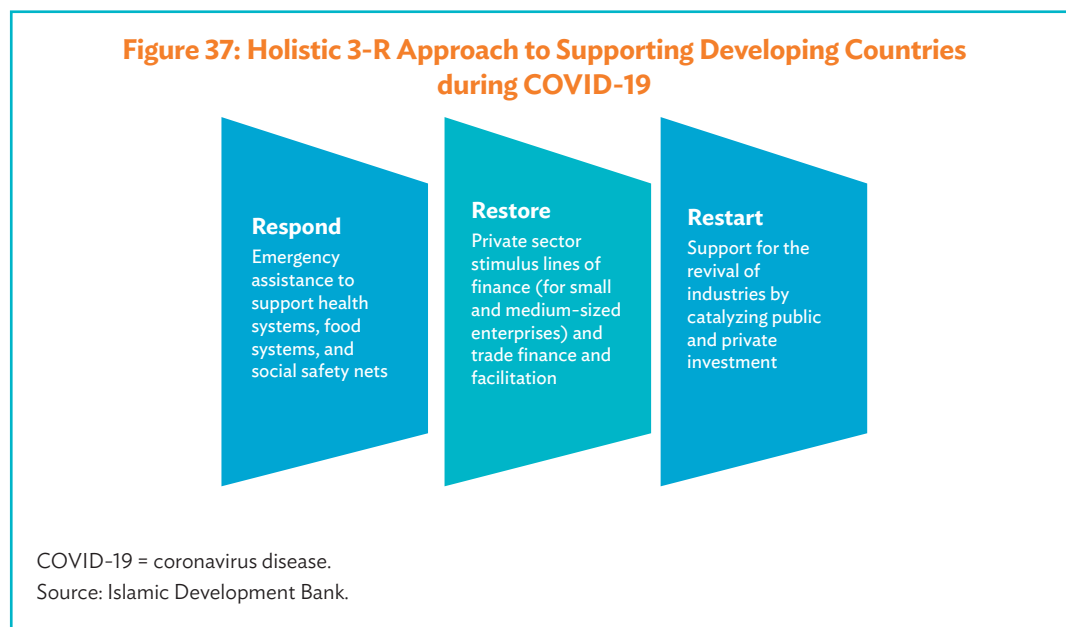 Figure 37: Holistic 3-R Approach to Supporting Developing Countries
during COVID-19
Respond
Emergency
assistance to
support health
systems, food
systems, and
social safety nets
Restore
Private sector
stimulus lines of
finance (for small
and medium-sized
enterprises) and
trade finance and
facilitation
Restart
Support for the
revival of
industries by
catalyzing public
and private
investment
COVID-19 = coronavirus disease.
Source: Islamic Development Bank.